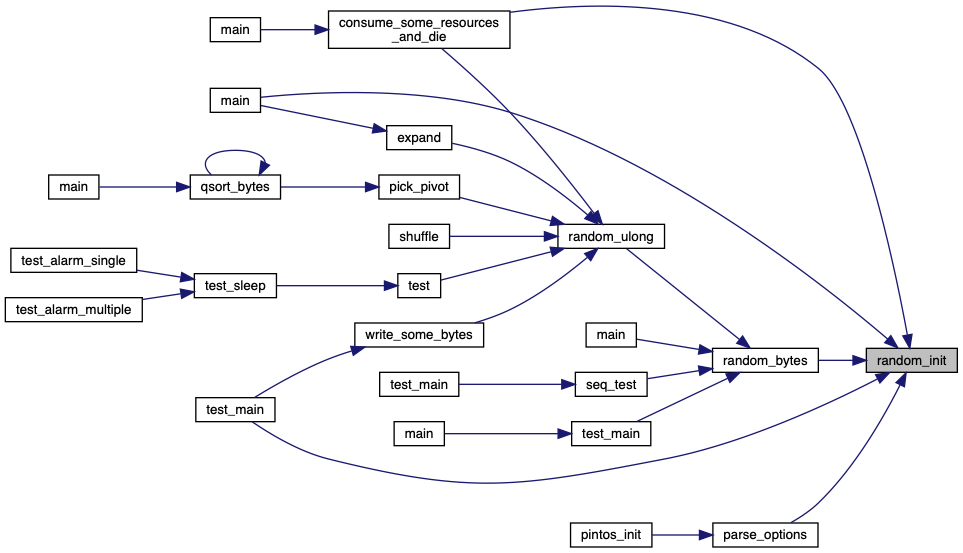 main
consume_some_resources
_and_die
main
expand
main
qsort_bytes
pick_pivot
shuffle
random_ulong
test_alarm_single
test_sleep
test
test_alarm_multiple
write_some_bytes
main
random_bytes
random_init
test_main
seq_test
test_main
main
test_main
pintos_init
parse_options